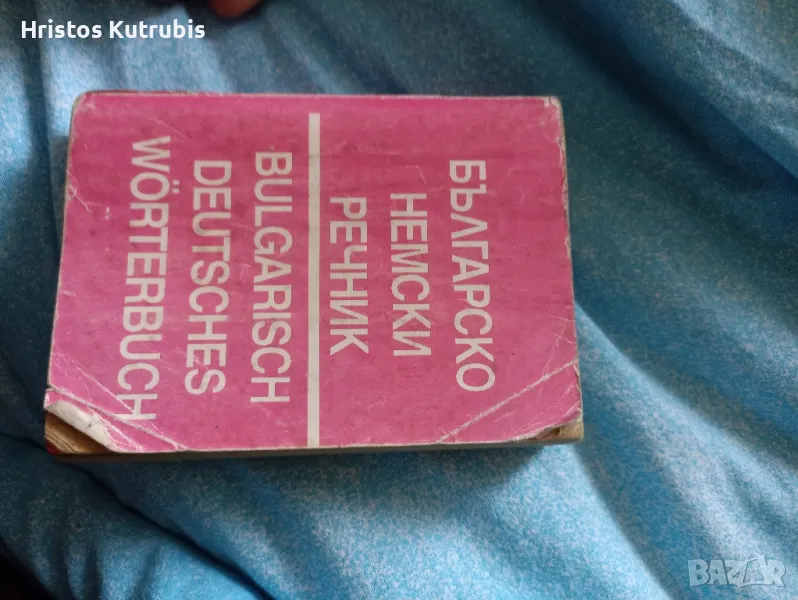 Hristos Kutrubis
БЪЛГАРСКО
НЕМСКИ
РЕЧНИК
BULGARISCH
DEUTSCHES
WÖRTERBUCH
BAZAR